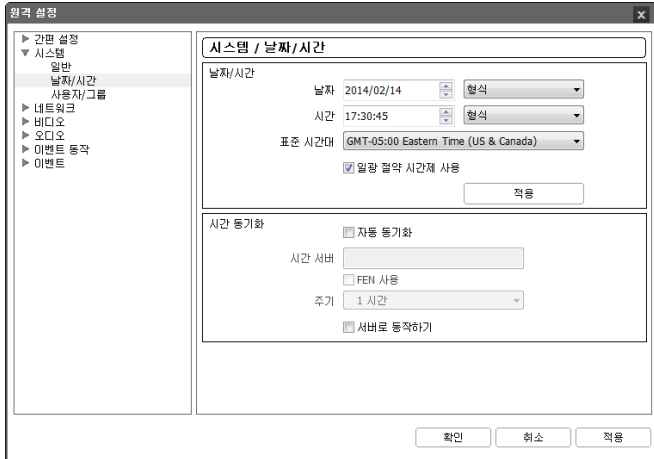 원격 설정
간편 설정
시스템
일반
날짜/시간
사용자/그룹
네트워크
비디오
오디오
이벤트 동작
이벤트
시스템 / 날짜/시간
날짜/시간
날짜 2014/02/14 형식
시간 17:30:45 형식
표준 시간대 GMT-05:00 Eastern Time (US & Canada)
일광 절약 시간제 사용
적용
시간 동기화
자동 동기화
시간 서버
FEN 사용
주기 1 시간
서버로 동작하기
확인 취소 적용